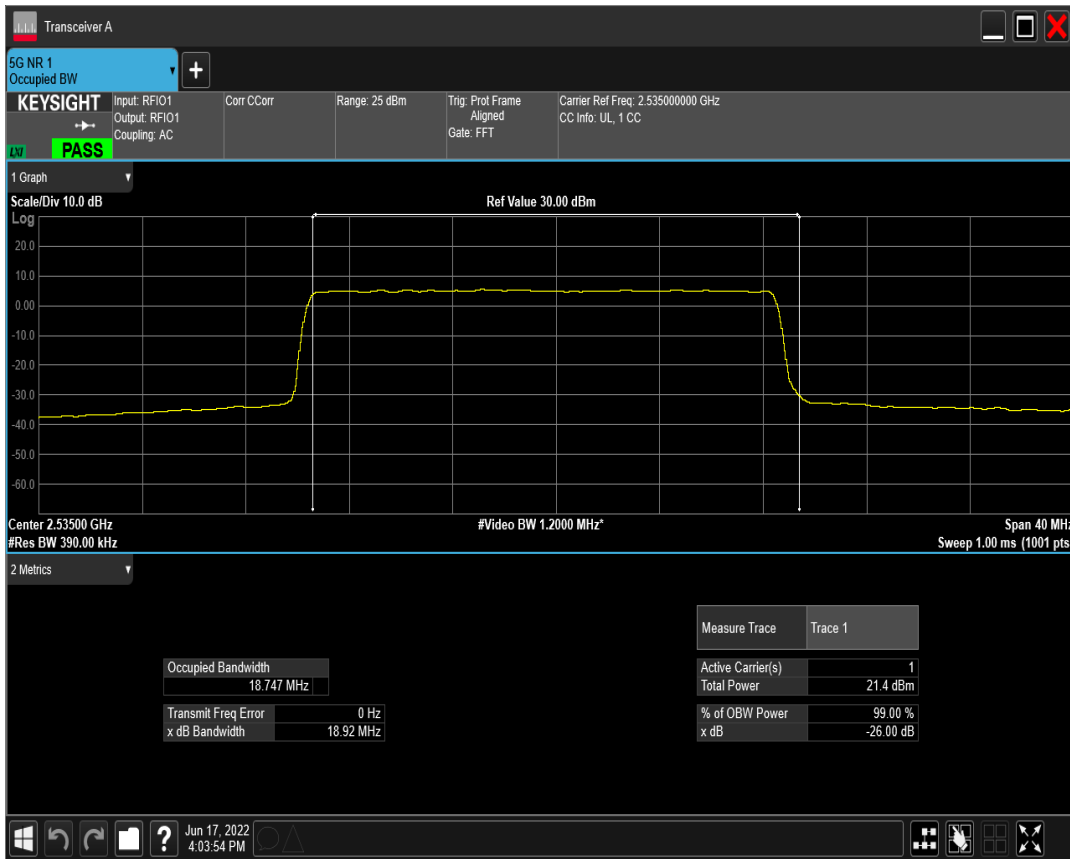 Transceiver A
5G NR 1
Occupied BW
+
KEYSIGHT
LXI
PASS
Input: RFIO1
Output: RFIO1
Coupling: AC
Corr CCorr
Range: 25 dBm
Trig: Prot Frame
Aligned
Gate: FFT
Carrier Ref Freq: 2.535000000 GHz
CC Info: UL, 1 CC
1 Graph
Scale/Div 10.0 dB
Ref Value 30.00 dBm
Log
20.0
10.0
0.00
-10.0
-20.0
-30.0
-40.0
-50.0
-60.0
Center 2.53500 GHz
#Video BW 1.2000 MHz*
Span 40 MHz
#Res BW 390.00 kHz
Sweep 1.00 ms (1001 pts
2 Metrics
Measure Trace Trace 1
Occupied Bandwidth
18.747 MHz
Active Carrier(s) 1
Total Power 21.4 dBm
Transmit Freq Error 0 Hz
x dB Bandwidth 18.92 MHz
% of OBW Power 99.00 %
x dB -26.00 dB
?
Jun 17, 2022
4:03:54 PM